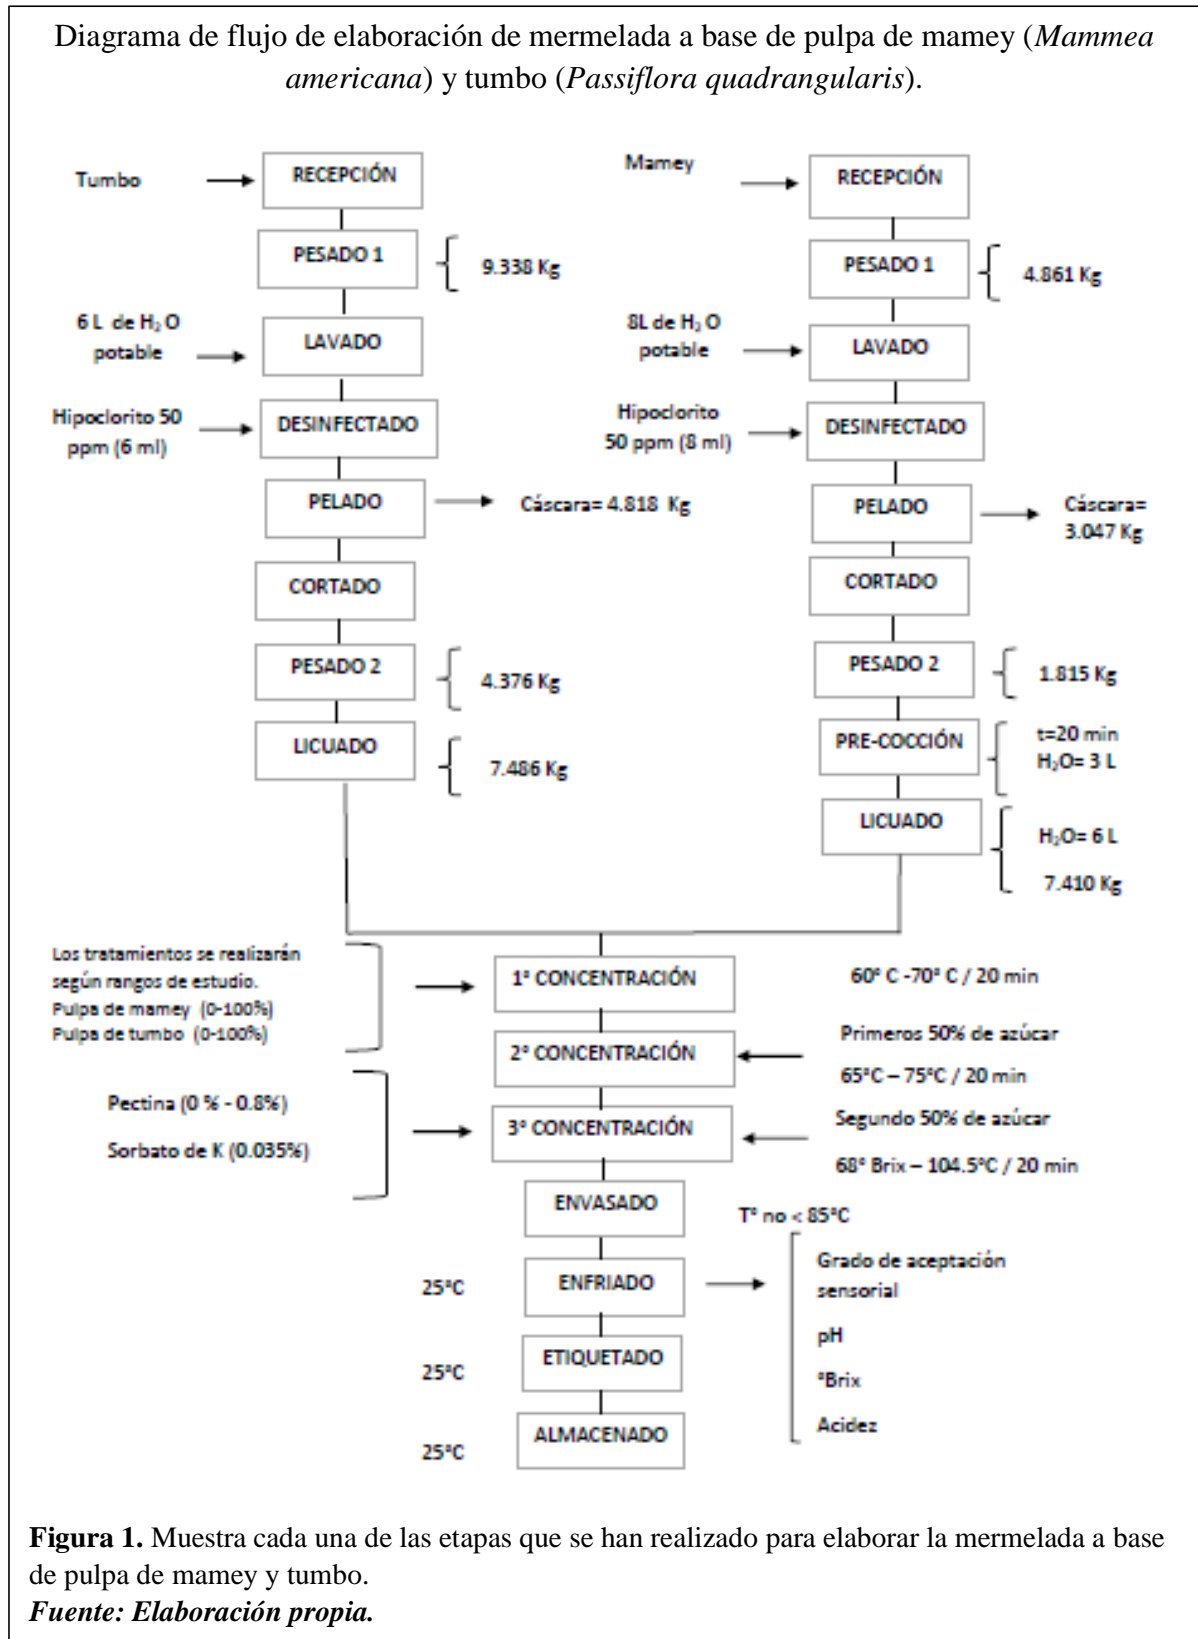 Diagrama de flujo de elaboración de mermelada a base de pulpa de mamey (Mammea
americana) y tumbo (Passiflora quadrangularis).
Tumbo
RECEPCIÓN
PESADO 1
9.338 Kg
6 L de H₂ O
potable
LAVADO
Hipoclorito 50
ppm (6 ml)
DESINFECTADO
PELADO
Cáscara= 4.818 Kg
CORTADO
PESADO 2
4.376 Kg
LICUADO
7.486 Kg
Mamey
RECEPCIÓN
PESADO 1
4.861 Kg
8L de H₂ O
potable
LAVADO
Hipoclorito
50 ppm (8 ml)
DESINFECTADO
PELADO
Cáscara=
3.047 Kg
CORTADO
PESADO 2
1.815 Kg
PRE-COCCIÓN
t=20 min
H₂O= 3 L
LICUADO
H₂O= 6 L
7.410 Kg
Los tratamientos se realizarán
según rangos de estudio.
Pulpa de mamey (0-100%)
Pulpa de tumbo (0-100%)
1° CONCENTRACIÓN
60° C -70° C / 20 min
2° CONCENTRACIÓN
Primeros 50% de azúcar
65°C – 75°C / 20 min
Pectina (0 % - 0.8%)
Sorbato de K (0.035%)
3° CONCENTRACIÓN
Segundo 50% de azúcar
68° Brix – 104.5°C / 20 min
ENVASADO
T° no < 85°C
25°C
ENFRIADO
Grado de aceptación
sensorial
pH
°Brix
Acidez
25°C
ETIQUETADO
25°C
ALMACENADO
Figura 1. Muestra cada una de las etapas que se han realizado para elaborar la mermelada a base
de pulpa de mamey y tumbo.
Fuente: Elaboración propia.